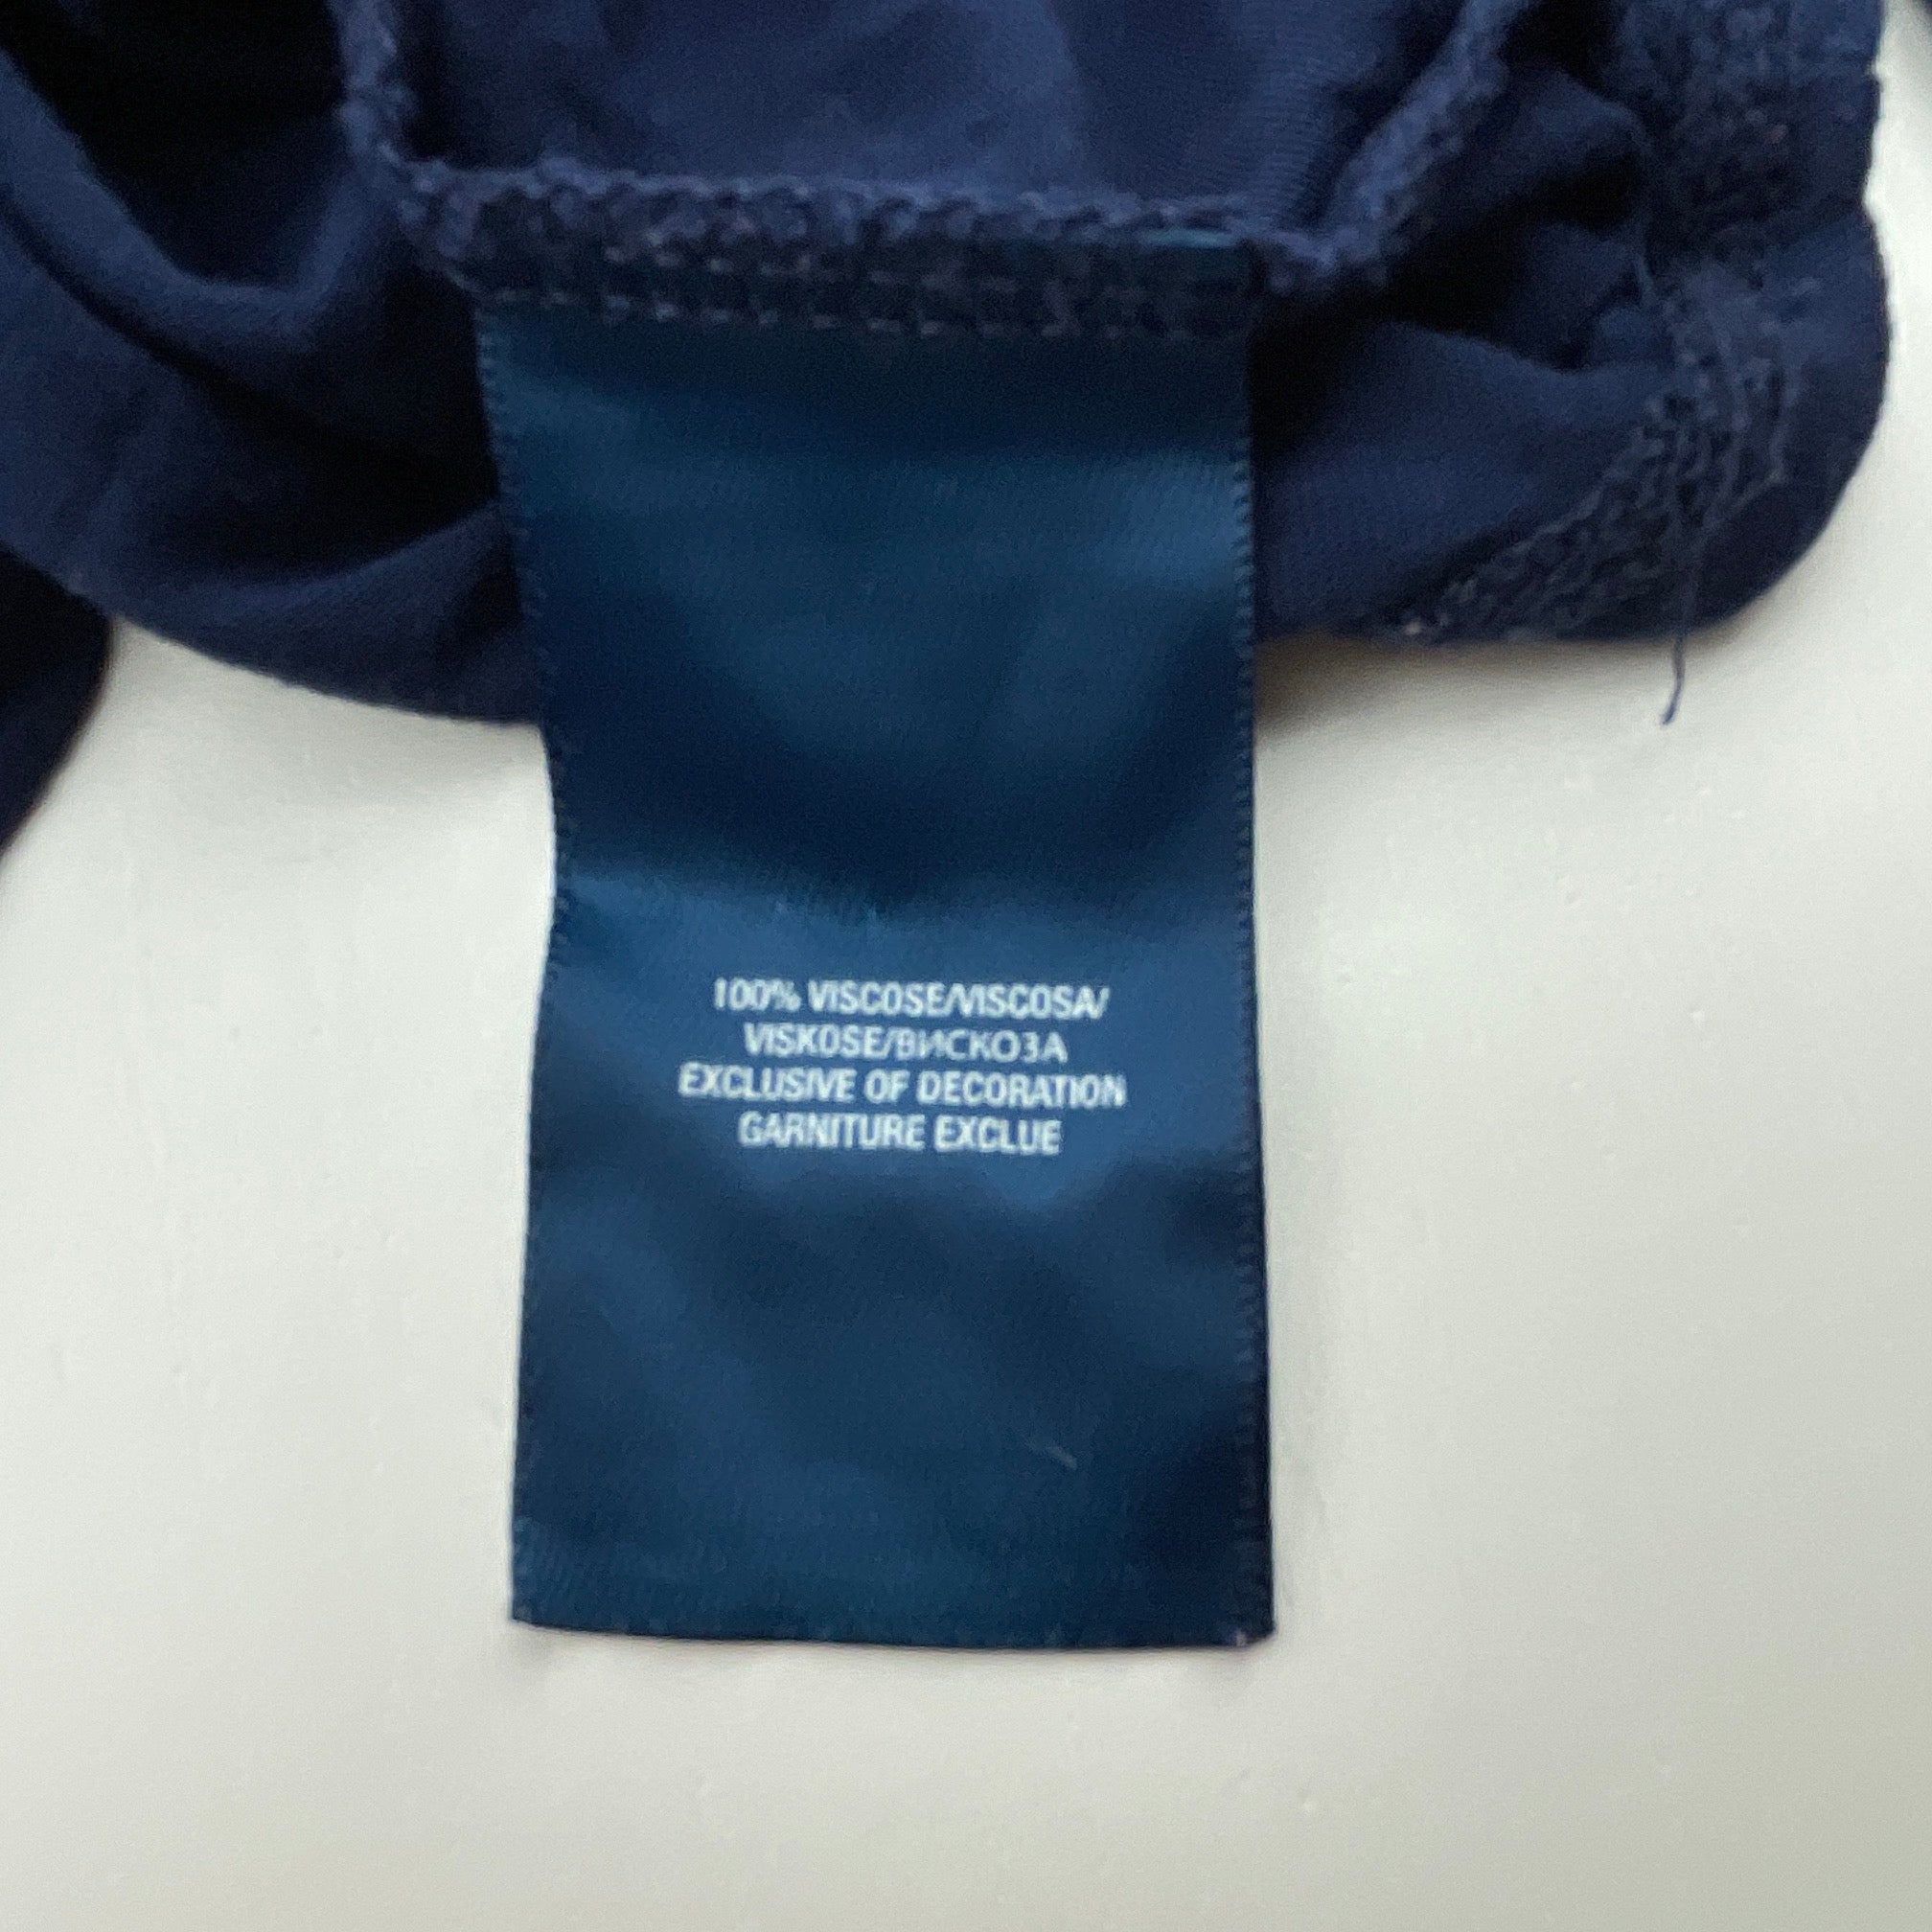 100% VISCOSE/VISCOSA/
VISKOSE/ВИСКОЗА
EXCLUSIVE OF DECORATION
GARNITURE EXCLUE